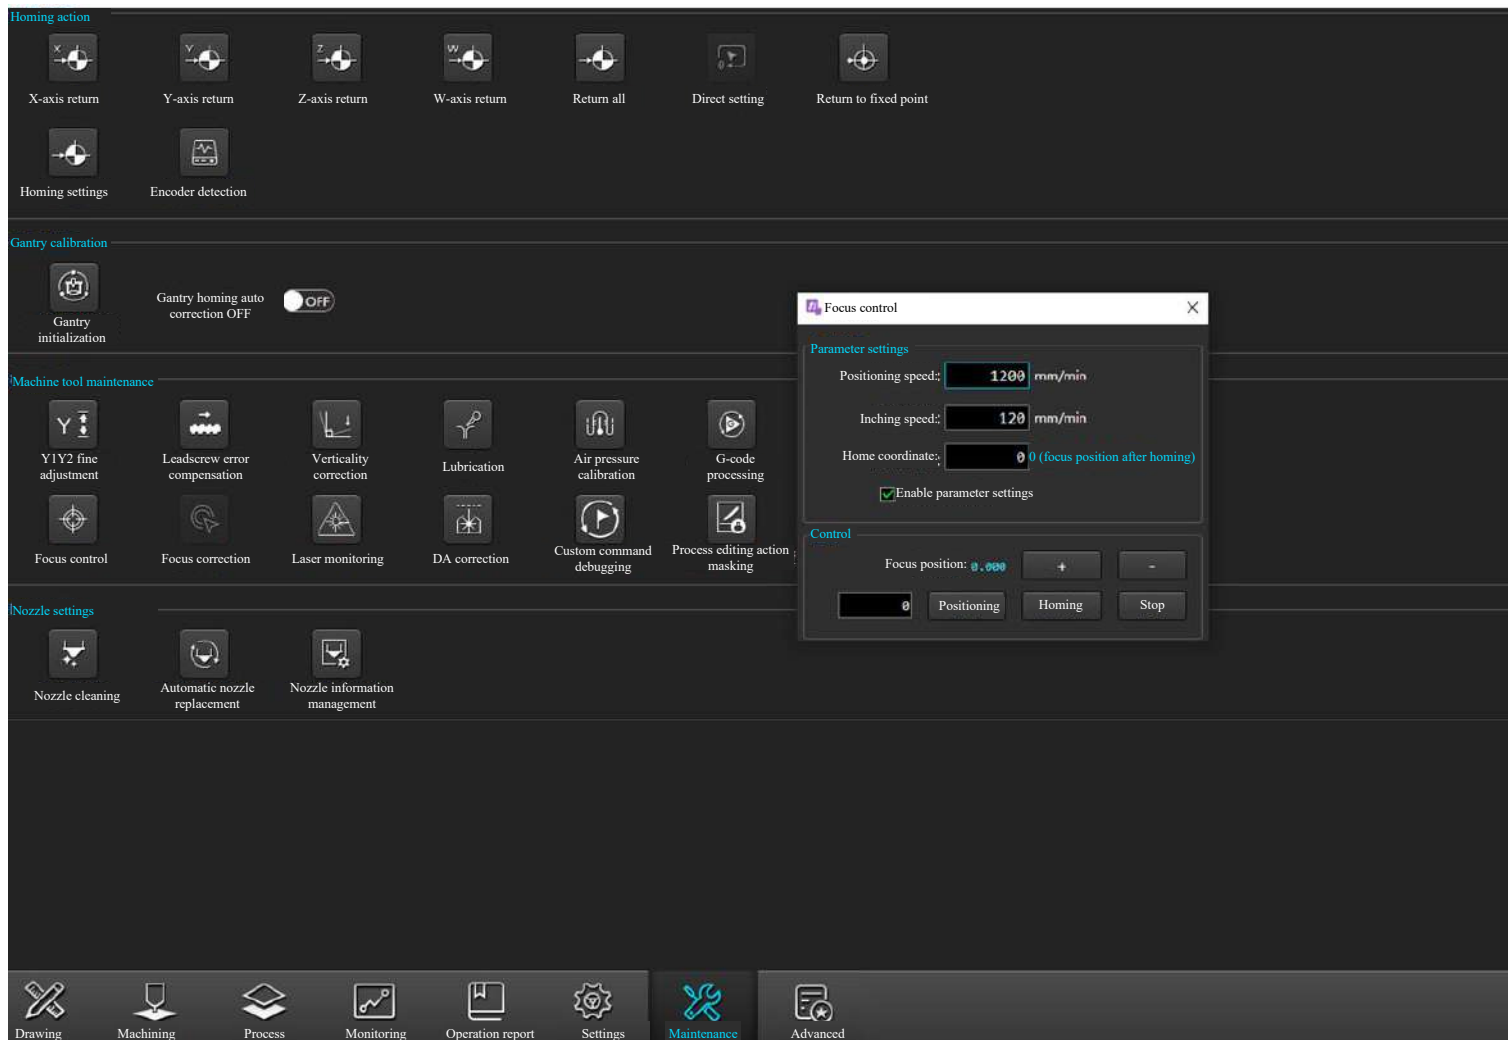 Homing action
X-axis return
Y-axis return
Z-axis return
W-axis return
Return all
Direct setting
Return to fixed point
Homing settings
Encoder detection
Gantry calibration
Gantry
initialization
Gantry homing auto
correction OFF
OFF
Machine tool maintenance
Y1Y2 fine
adjustment
Leadscrew error
compensation
Verticality
correction
Lubrication
Air pressure
calibration
G-code
processing
Focus control
Focus correction
Laser monitoring
DA correction
Custom command
debugging
Process editing action
masking
Nozzle settings
Nozzle cleaning
Automatic nozzle
replacement
Nozzle information
management
Focus control
Parameter settings
Positioning speed: 1200 mm/min
Inching speed: 120 mm/min
Home coordinate: 0 0 (focus position after homing)
Enable parameter settings
Control
Focus position: 0.000 + -
0 Positioning Homing Stop
Drawing
Machining
Process
Monitoring
Operation report
Settings
Maintenance
Advanced